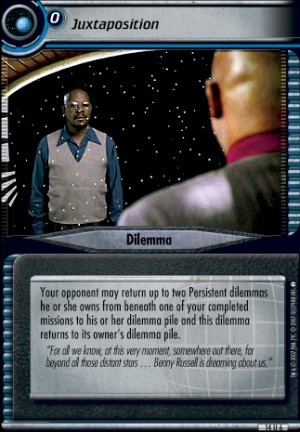 0
Juxtaposition
Dilemma
Your opponent may return up to two Persistent dilemmas
he or she owns from beneath one of your completed
missions to his or her dilemma pile and this dilemma
returns to its owner's dilemma pile.
"For all we know, at this very moment, somewhere out there, far
beyond all those distant stars … Benny Russell is dreaming about us."
14 U 6